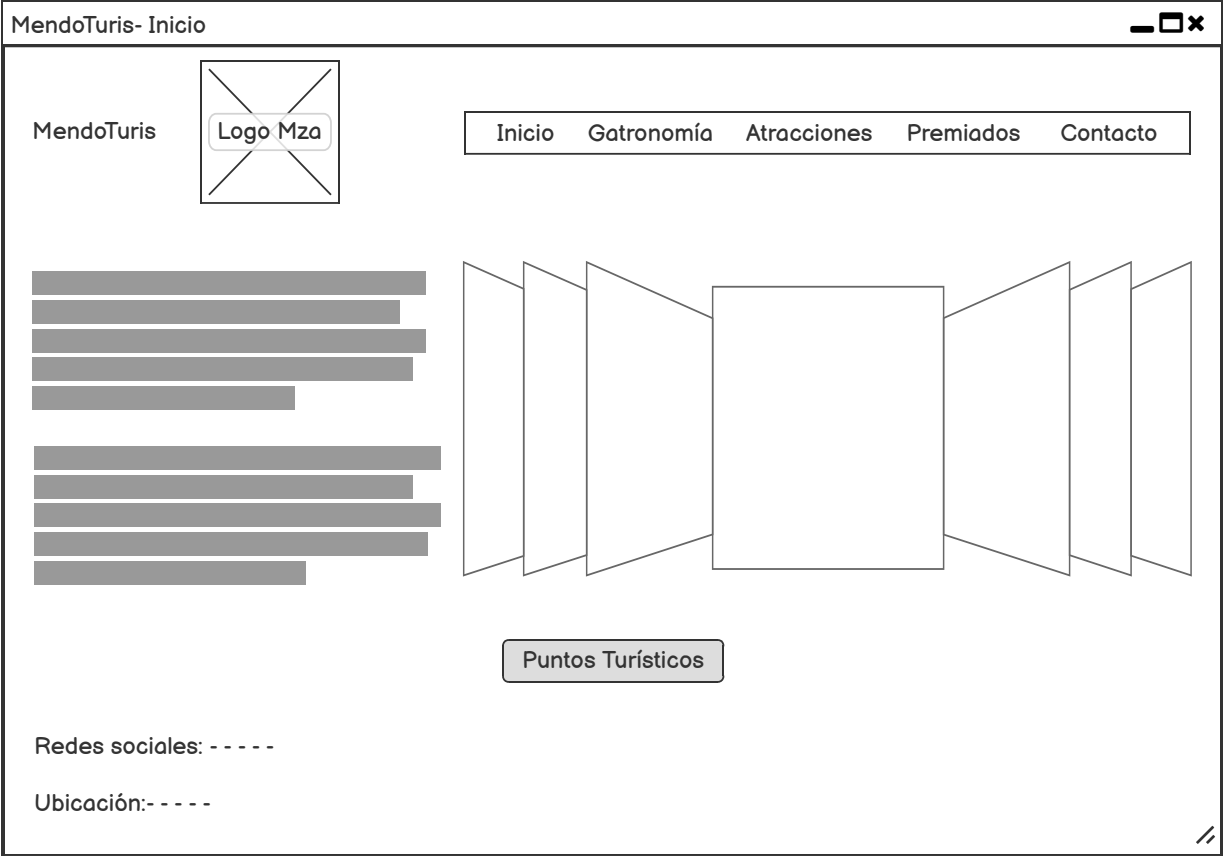 MendoTuris- Inicio
MendoTuris
Logo Mza
Inicio Gatronomía Atracciones Premiados Contacto
Puntos Turísticos
Redes sociales: - - - - -
Ubicación:- - - - -